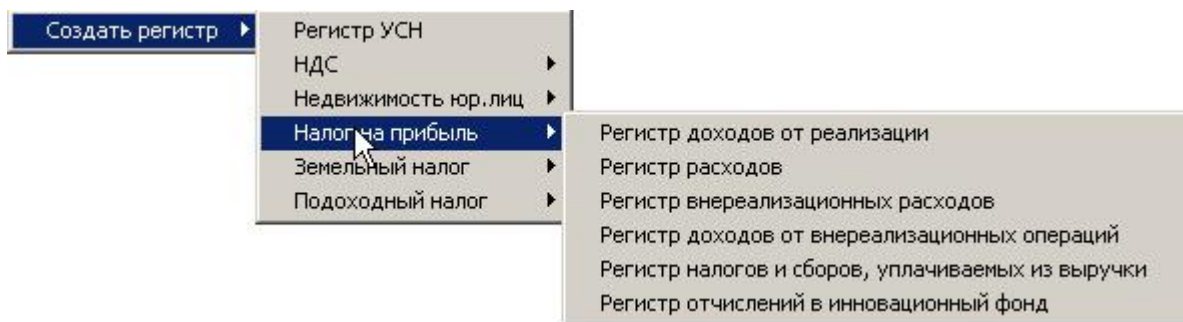 Создать регистр
Регистр УСН
НДС
Недвижимость юр.лиц
Налог на прибыль
Земельный налог
Подоходный налог
Регистр доходов от реализации
Регистр расходов
Регистр внереализационных расходов
Регистр доходов от внереализационных операций
Регистр налогов и сборов, уплачиваемых из выручки
Регистр отчислений в инновационный фонд